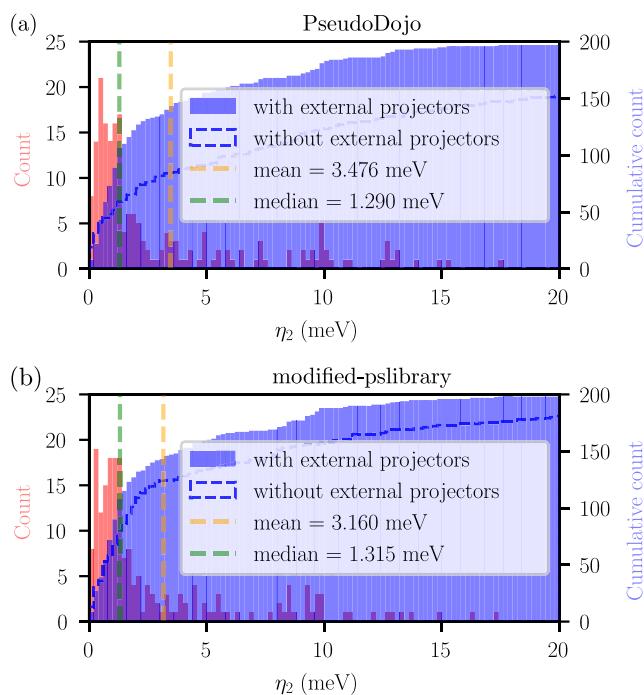 (a) PseudoDojo
25 200
20 150
15 100
10 50
5 0
0
Count
Cumulative count
with external projectors
without external projectors
mean = 3.476 meV
median = 1.290 meV
0 5 10 15 20
η2 (meV)
(b) modified-pslibrary
25 200
20 150
15 100
10 50
5 0
0
Count
Cumulative count
with external projectors
without external projectors
mean = 3.160 meV
median = 1.315 meV
0 5 10 15 20
η2 (meV)